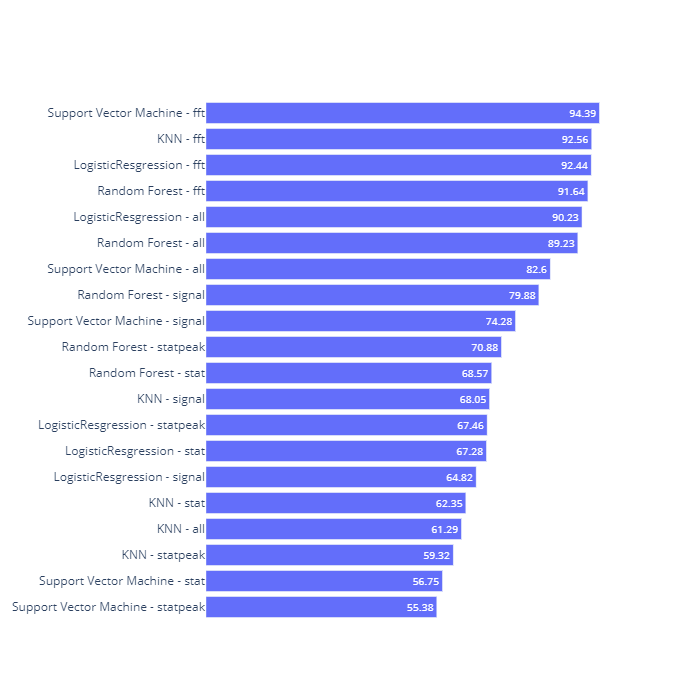 Support Vector Machine - fft 94.39
KNN - fft 92.56
LogisticResgression - fft 92.44
Random Forest - fft 91.64
LogisticResgression - all 90.23
Random Forest - all 89.23
Support Vector Machine - all 82.6
Random Forest - signal 79.88
Support Vector Machine - signal 74.28
Random Forest - statpeak 70.88
Random Forest - stat 68.57
KNN - signal 68.05
LogisticResgression - statpeak 67.46
LogisticResgression - stat 67.28
LogisticResgression - signal 64.82
KNN - stat 62.35
KNN - all 61.29
KNN - statpeak 59.32
Support Vector Machine - stat 56.75
Support Vector Machine - statpeak 55.38